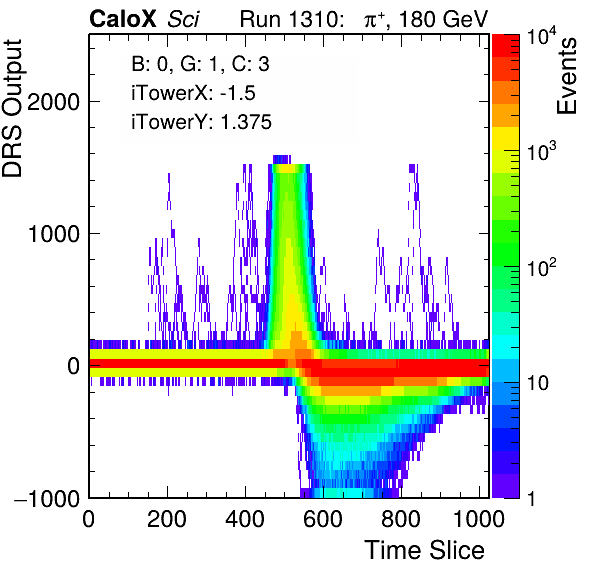 CaloX Sci Run 1310: π⁺, 180 GeV
B: 0, G: 1, C: 3
iTowerX: -1.5
iTowerY: 1.375
DRS Output
2000
1000
0
−1000
0 200 400 600 800 1000
Time Slice
Events
10⁴
10³
10²
10
1